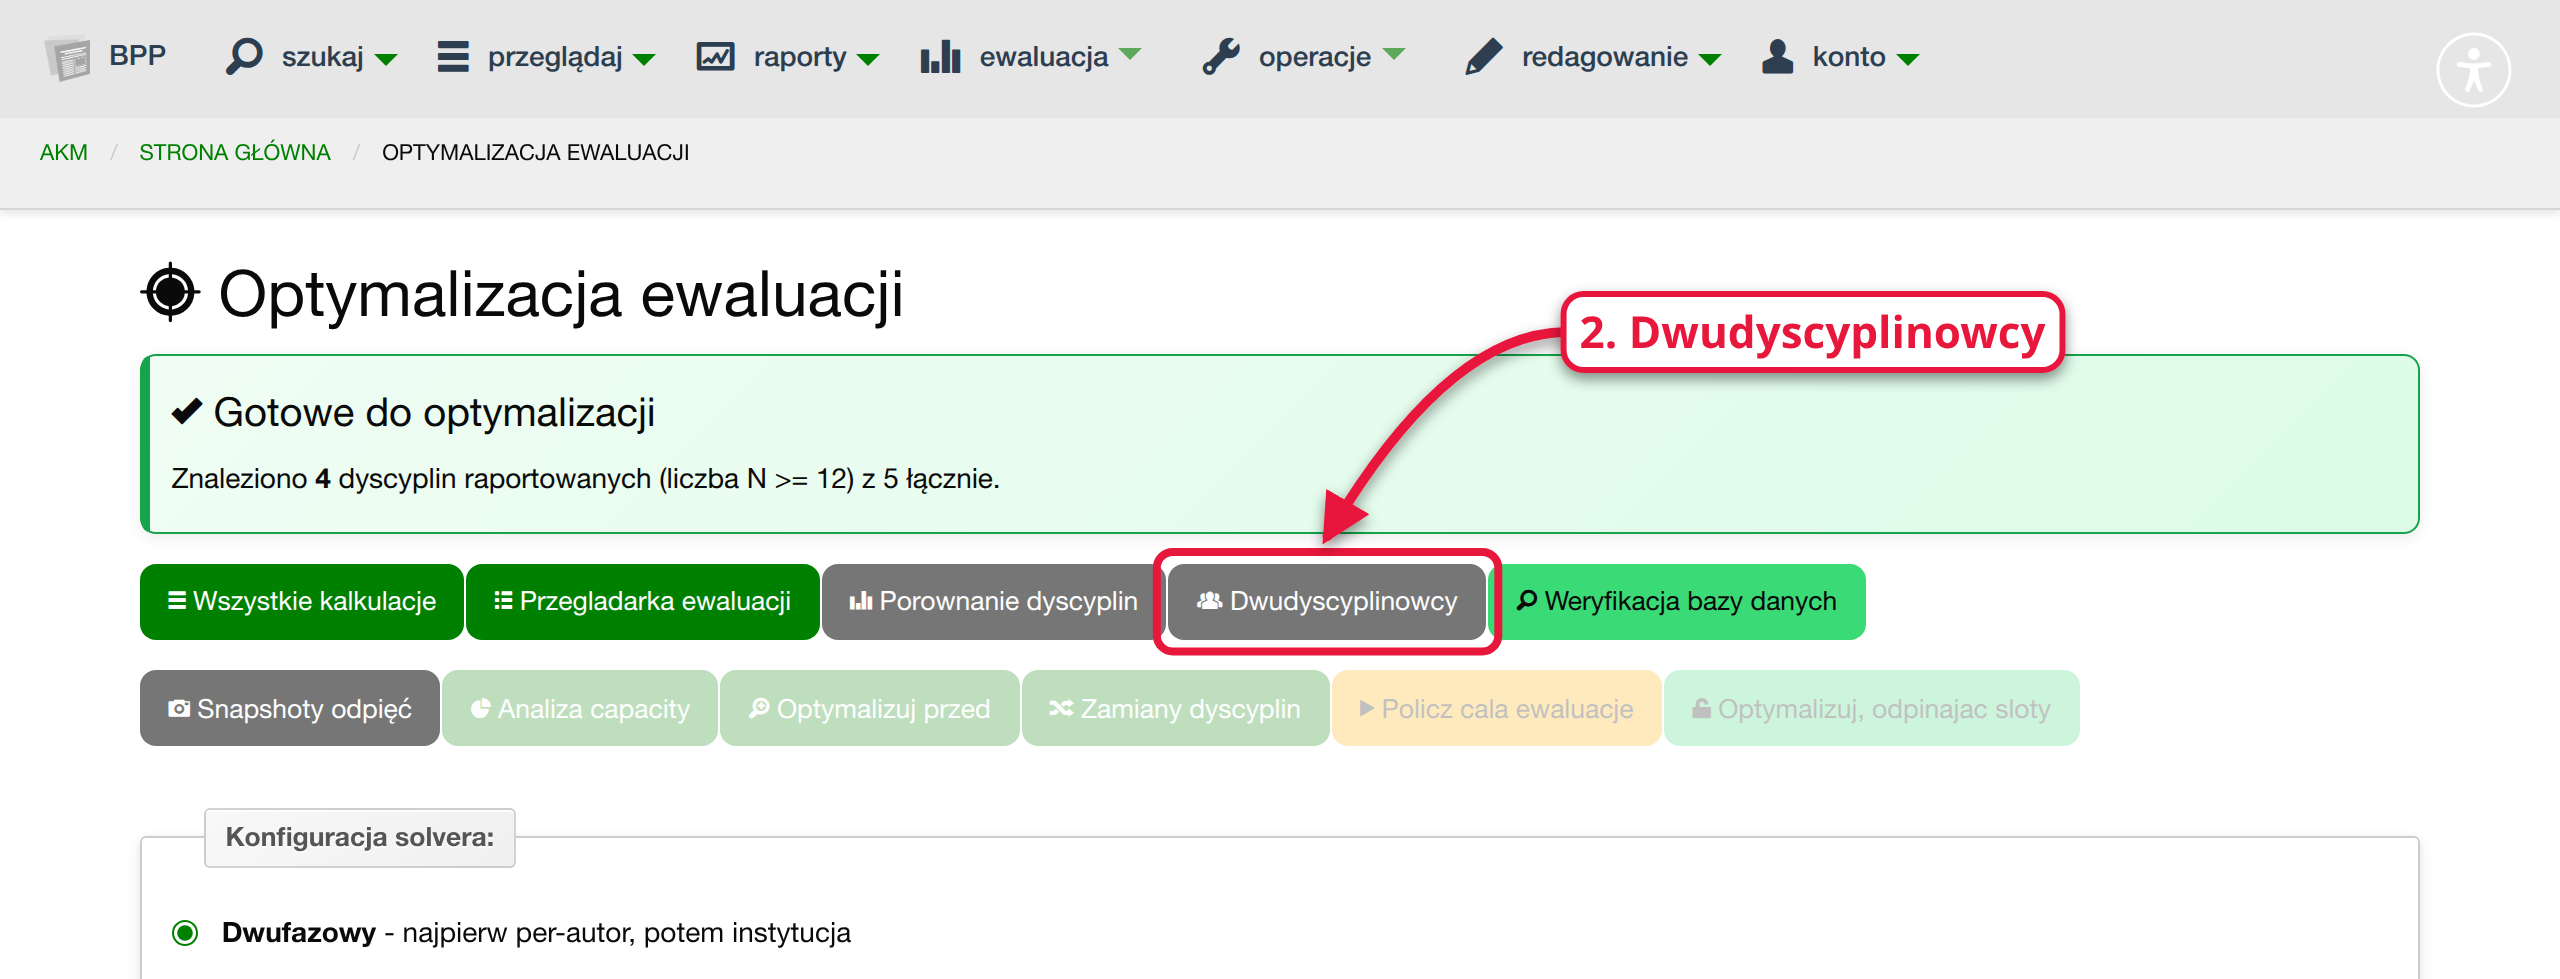 BPP szukaj przeglądaj raporty ewaluacja operacje redagowanie konto
AKM / STRONA GŁÓWNA / OPTYMALIZACJA EWALUACJI
Optymalizacja ewaluacji
2. Dwudyscyplinowcy
Gotowe do optymalizacji
Znaleziono 4 dyscyplin raportowanych (liczba N >= 12) z 5 łącznie.
Wszystkie kalkulacje Przegladarka ewaluacji Porownanie dyscyplin Dwudyscyplinowcy Weryfikacja bazy danych
Snapshoty odpięć Analiza capacity Optymalizuj przed Zamiany dyscyplin Policz cala ewaluacje Optymalizuj, odpinajac sloty
Konfiguracja solvera:
Dwufazowy - najpierw per-autor, potem instytucja